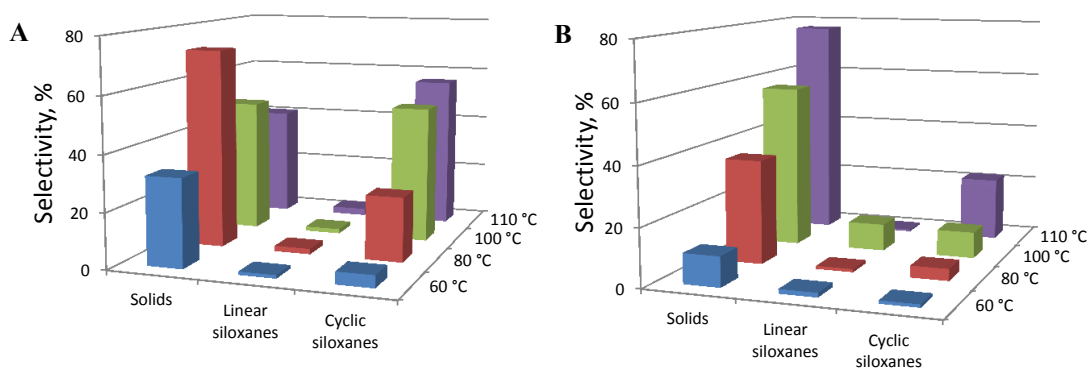 A
Selectivity, %
80
60
40
20
0
Solids
Linear
siloxanes
Cyclic
siloxanes
60 °C
80 °C
100 °C
110 °C
B
Selectivity, %
80
60
40
20
0
Solids
Linear
siloxanes
Cyclic
siloxanes
60 °C
80 °C
100 °C
110 °C